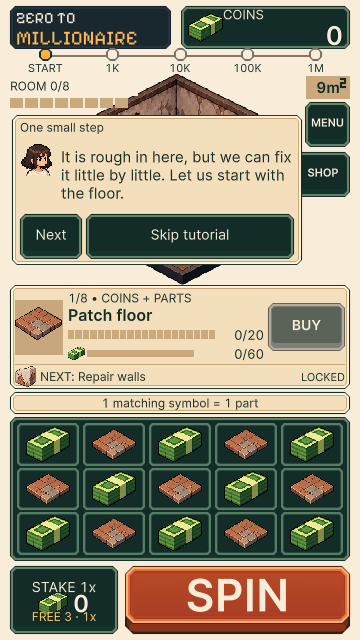 ZERO TO
MILLIONAIRE
COINS
0
START 1K 10K 100K 1M
ROOM 0/8
9m²
MENU
SHOP
One small step
It is rough in here, but we can fix
it little by little. Let us start with
the floor.
Next
Skip tutorial
1/8 • COINS + PARTS
Patch floor
0/20
0/60
BUY
NEXT: Repair walls
LOCKED
1 matching symbol = 1 part
STAKE 1x
0
FREE 3 · 1x
SPIN